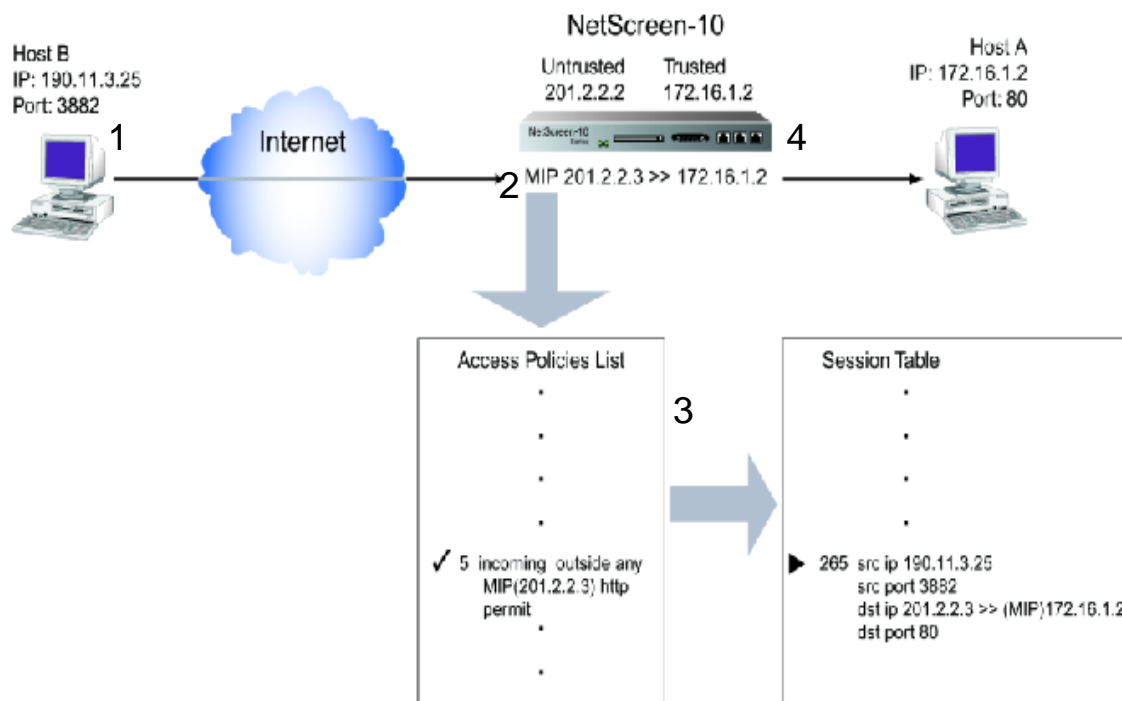 NetScreen-10
Host B
IP: 190.11.3.25
Port: 3882
Untrusted Trusted
201.2.2.2 172.16.1.2
Host A
IP: 172.16.1.2
Port: 80
1
Internet
NetScreen-10
4
2
MIP 201.2.2.3 >> 172.16.1.2
Access Policies List
Session Table
3
✓ 5 incoming outside any
MIP(201.2.2.3) http
permit
265 src ip 190.11.3.25
src port 3882
dst ip 201.2.2.3 >> (MIP)172.16.1.2
dst port 80